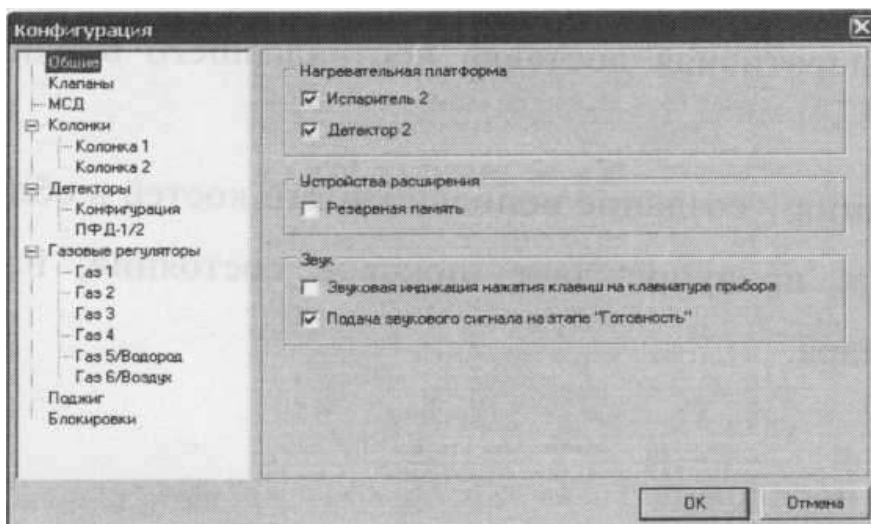 Конфигурация
Общие
Клапаны
МСД
Колонки
Колонка 1
Колонка 2
Детекторы
Конфигурация
ПФД-1/2
Газовые регуляторы
Газ 1
Газ 2
Газ 3
Газ 4
Газ 5/Водород
Газ 6/Воздух
Поджиг
Блокировки
Нагревательная платформа
Испаритель 2
Детектор 2
Устройства расширения
Резервная память
Звук
Звуковая индикация нажатия клавиш на клавиатуре прибора
Подача звукового сигнала на этапе "Готовность"
OK
Отмена